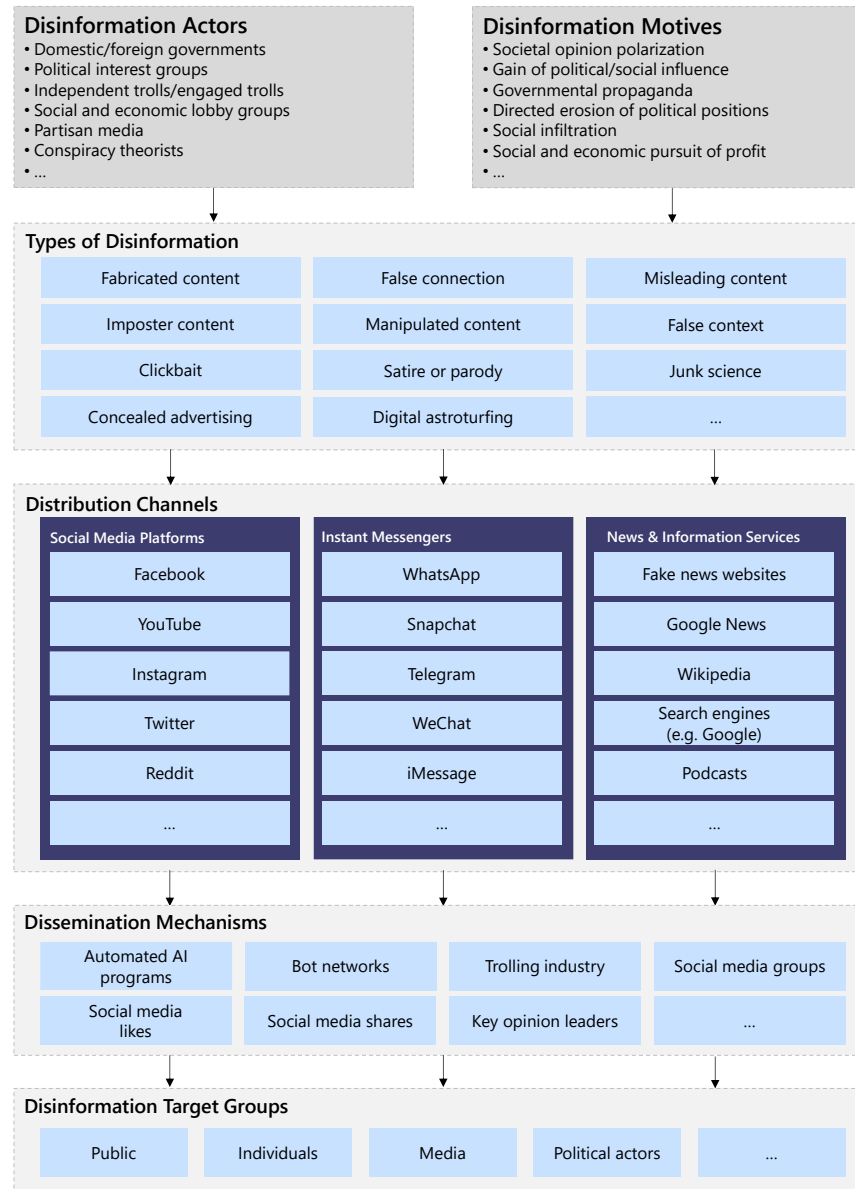 Disinformation Actors
• Domestic/foreign governments
• Political interest groups
• Independent trolls/engaged trolls
• Social and economic lobby groups
• Partisan media
• Conspiracy theorists
• ...
Disinformation Motives
• Societal opinion polarization
• Gain of political/social influence
• Governmental propaganda
• Directed erosion of political positions
• Social infiltration
• Social and economic pursuit of profit
• ...
Types of Disinformation
Fabricated content
False connection
Misleading content
Imposter content
Manipulated content
False context
Clickbait
Satire or parody
Junk science
Concealed advertising
Digital astroturfing
...
Distribution Channels
Social Media Platforms
Facebook
YouTube
Instagram
Twitter
Reddit
...
Instant Messengers
WhatsApp
Snapchat
Telegram
WeChat
iMessage
...
News & Information Services
Fake news websites
Google News
Wikipedia
Search engines
(e.g. Google)
Podcasts
...
Dissemination Mechanisms
Automated AI
programs
Bot networks
Trolling industry
Social media groups
Social media
likes
Social media shares
Key opinion leaders
...
Disinformation Target Groups
Public
Individuals
Media
Political actors
...